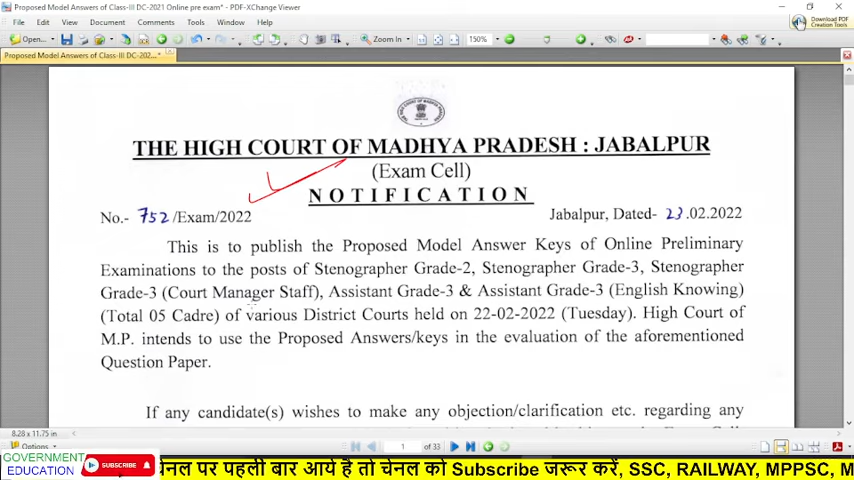 Proposed Model Answers of Class-III DC-2021 Online pre exam* - PDF-XChange Viewer
Download PDF
Creation Tools
File Edit View Document Comments Tools Window Help
Open... Zoom In 150%
Proposed Model Answers of Class-III DC-202...
THE HIGH COURT OF MADHYA PRADESH : JABALPUR
(Exam Cell)
NOTIFICATION
No.- 752/Exam/2022 Jabalpur, Dated- 23.02.2022
This is to publish the Proposed Model Answer Keys of Online Preliminary
Examinations to the posts of Stenographer Grade-2, Stenographer Grade-3, Stenographer
Grade-3 (Court Manager Staff), Assistant Grade-3 & Assistant Grade-3 (English Knowing)
(Total 05 Cadre) of various District Courts held on 22-02-2022 (Tuesday). High Court of
M.P. intends to use the Proposed Answers/keys in the evaluation of the aforementioned
Question Paper.
If any candidate(s) wishes to make any objection/clarification etc. regarding any
8.28 x 11.75 in
Options 1 of 33
GOVERNMENT
EDUCATION
SUBSCRIBE
चेनल पर पहली बार आये है तो चेनल को Subscribe जरूर करें, SSC, RAILWAY, MPPSC, M